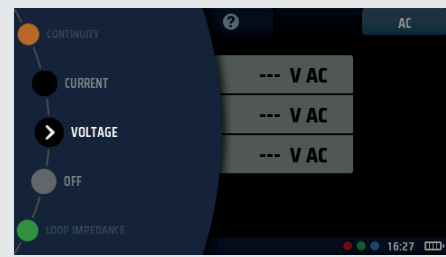 CONTINUITY
CURRENT
VOLTAGE
OFF
LOOP IMPEDANCE
?
AC
--- V AC
--- V AC
--- V AC
16:27